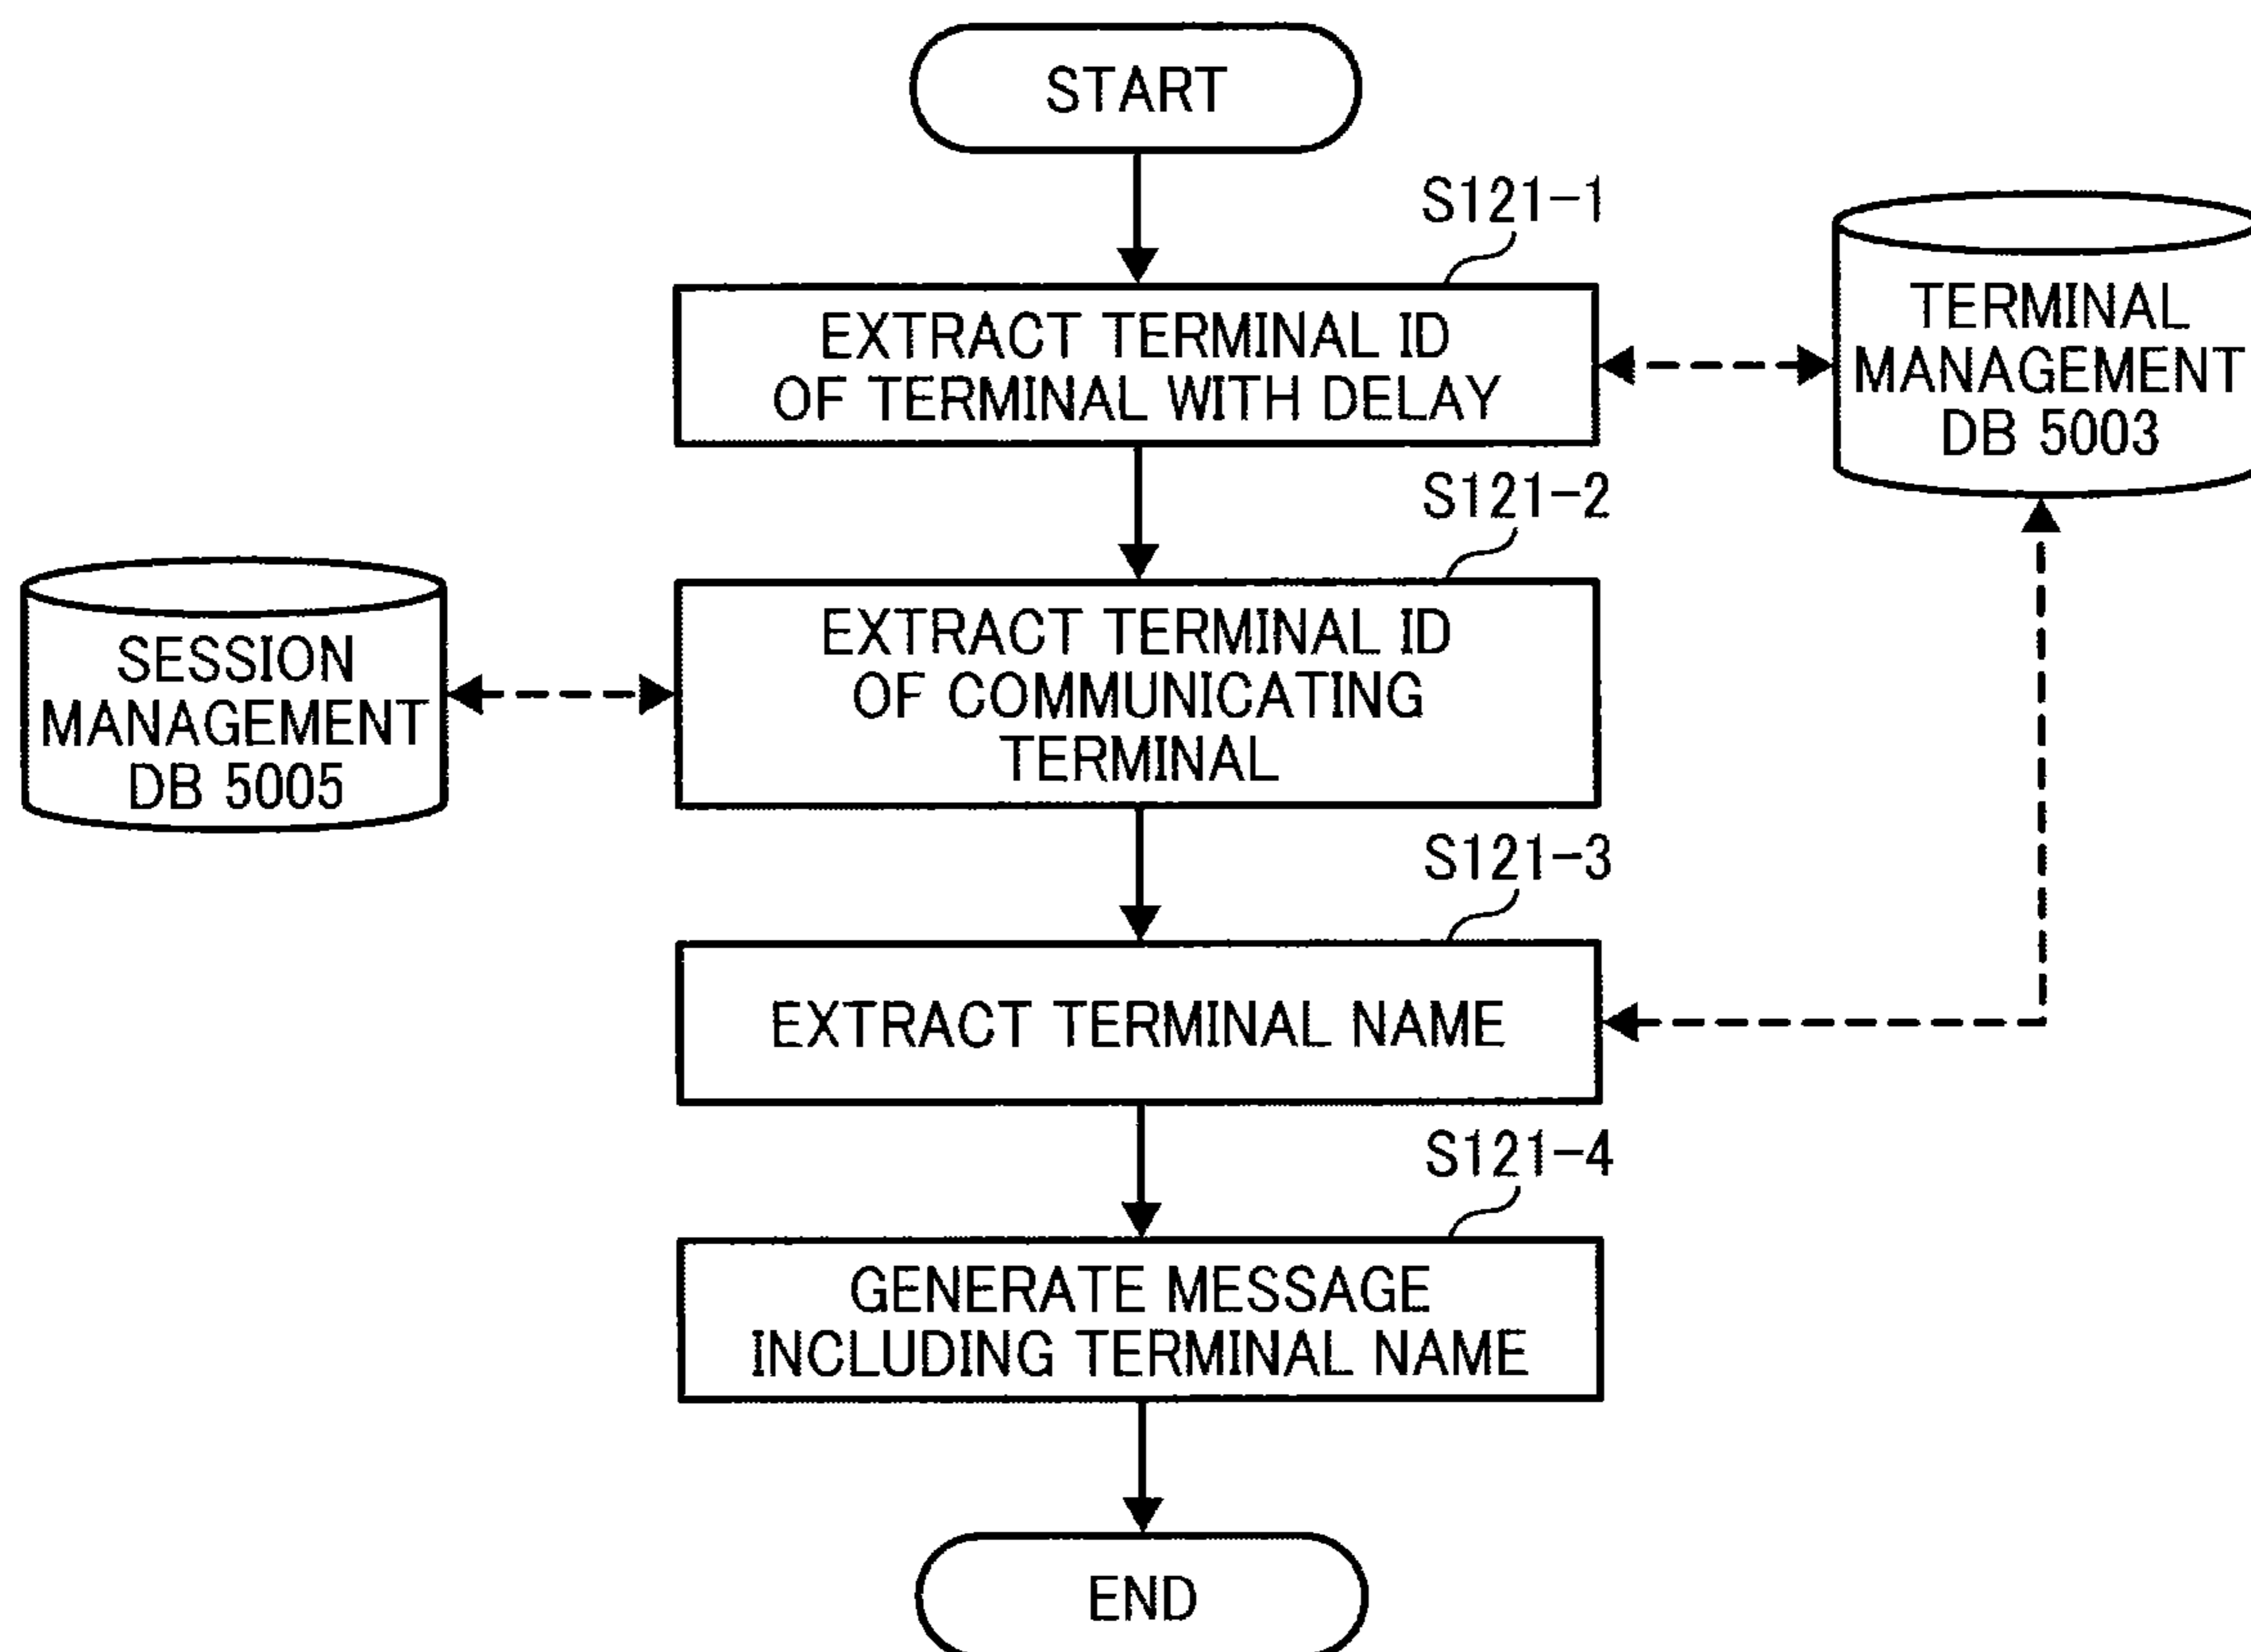 START
S121-1
EXTRACT TERMINAL ID
OF TERMINAL WITH DELAY
TERMINAL
MANAGEMENT
DB 5003
S121-2
EXTRACT TERMINAL ID
OF COMMUNICATING
TERMINAL
SESSION
MANAGEMENT
DB 5005
S121-3
EXTRACT TERMINAL NAME
S121-4
GENERATE MESSAGE
INCLUDING TERMINAL NAME
END